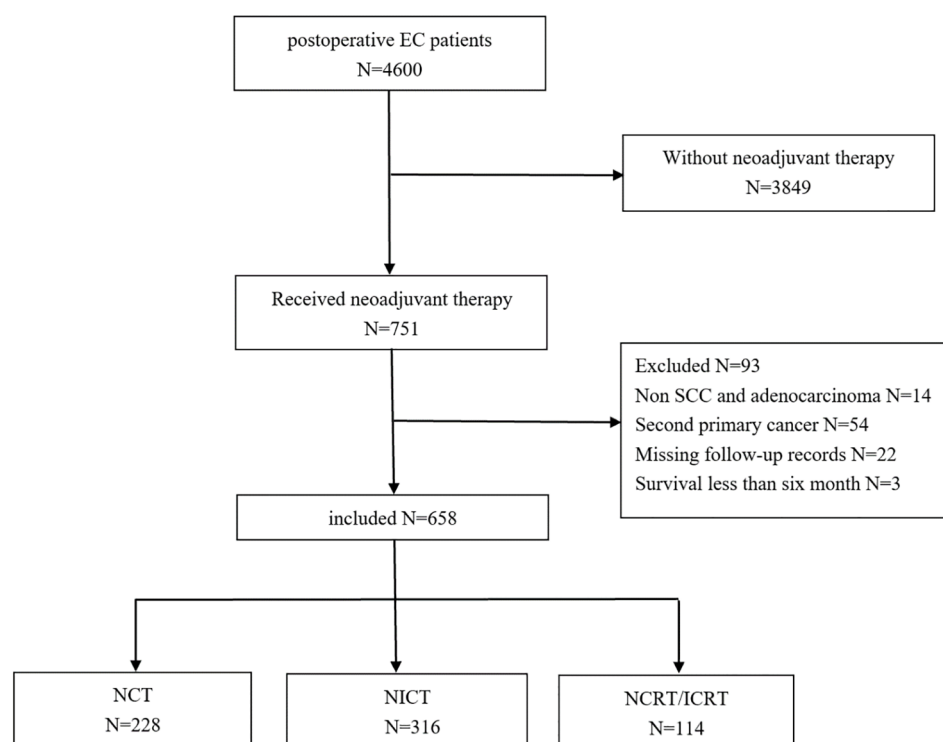 postoperative EC patients
N=4600
Without neoadjuvant therapy
N=3849
Received neoadjuvant therapy
N=751
Excluded N=93
Non SCC and adenocarcinoma N=14
Second primary cancer N=54
Missing follow-up records N=22
Survival less than six month N=3
included N=658
NCT
N=228
NICT
N=316
NCRT/ICRT
N=114